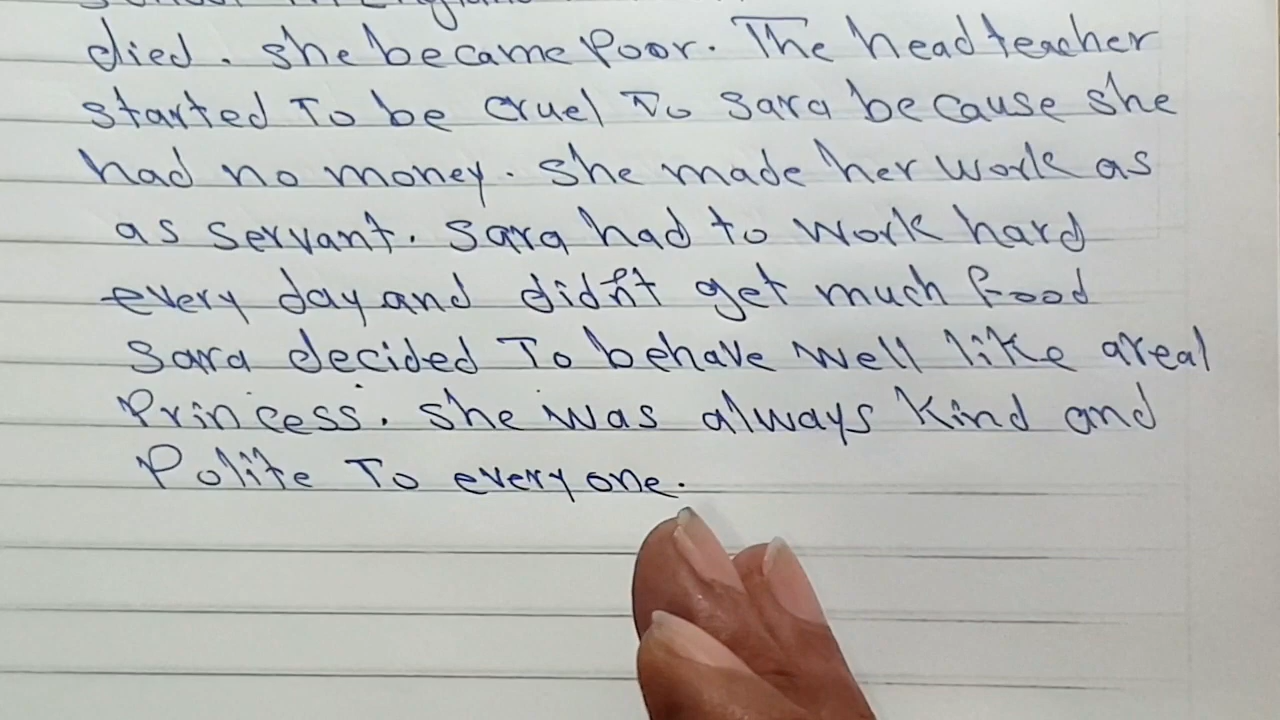 died. she became Poor. The head teacher
started To be cruel To Sara because she
had no money. she made her work as
as servant. Sara had to work hard
every day and didn't get much food
Sara decided To behave well like a real
Princess. she was always kind and
Polite To every one.